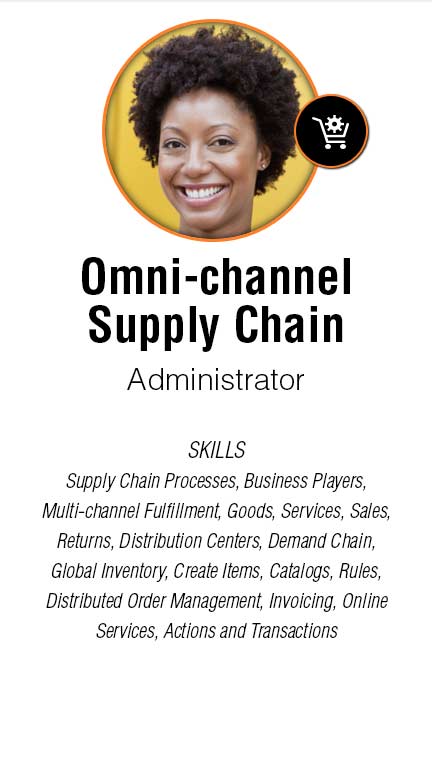 Omni-channel
Supply Chain
Administrator
SKILLS
Supply Chain Processes, Business Players,
Multi-channel Fulfillment, Goods, Services, Sales,
Returns, Distribution Centers, Demand Chain,
Global Inventory, Create Items, Catalogs, Rules,
Distributed Order Management, Invoicing, Online
Services, Actions and Transactions